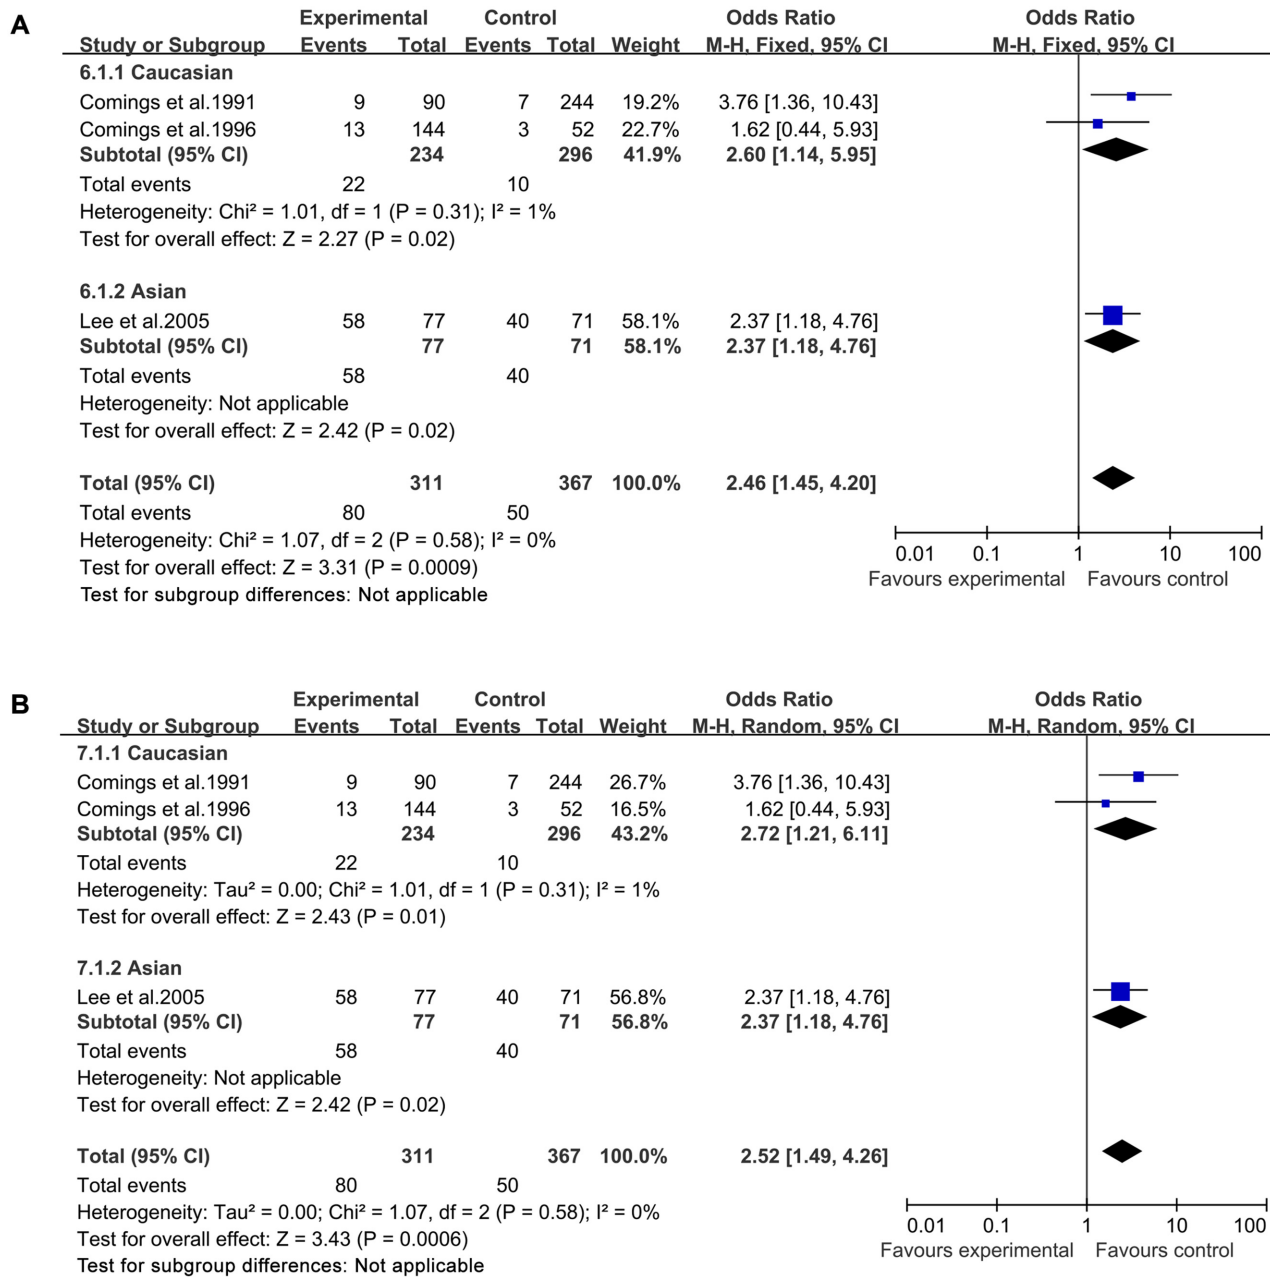 A
Experimental Control Odds Ratio Odds Ratio
Study or Subgroup Events Total Events Total Weight M-H, Fixed, 95% CI M-H, Fixed, 95% CI
6.1.1 Caucasian
Comings et al.1991 9 90 7 244 19.2% 3.76 [1.36, 10.43]
Comings et al.1996 13 144 3 52 22.7% 1.62 [0.44, 5.93]
Subtotal (95% CI) 234 296 41.9% 2.60 [1.14, 5.95]
Total events 22 10
Heterogeneity: Chi² = 1.01, df = 1 (P = 0.31); I² = 1%
Test for overall effect: Z = 2.27 (P = 0.02)
6.1.2 Asian
Lee et al.2005 58 77 40 71 58.1% 2.37 [1.18, 4.76]
Subtotal (95% CI) 77 71 58.1% 2.37 [1.18, 4.76]
Total events 58 40
Heterogeneity: Not applicable
Test for overall effect: Z = 2.42 (P = 0.02)
Total (95% CI) 311 367 100.0% 2.46 [1.45, 4.20]
Total events 80 50
Heterogeneity: Chi² = 1.07, df = 2 (P = 0.58); I² = 0%
Test for overall effect: Z = 3.31 (P = 0.0009)
Test for subgroup differences: Not applicable
0.01 0.1 1 10 100
Favours experimental Favours control
B
Experimental Control Odds Ratio Odds Ratio
Study or Subgroup Events Total Events Total Weight M-H, Random, 95% CI M-H, Random, 95% CI
7.1.1 Caucasian
Comings et al.1991 9 90 7 244 26.7% 3.76 [1.36, 10.43]
Comings et al.1996 13 144 3 52 16.5% 1.62 [0.44, 5.93]
Subtotal (95% CI) 234 296 43.2% 2.72 [1.21, 6.11]
Total events 22 10
Heterogeneity: Tau² = 0.00; Chi² = 1.01, df = 1 (P = 0.31); I² = 1%
Test for overall effect: Z = 2.43 (P = 0.01)
7.1.2 Asian
Lee et al.2005 58 77 40 71 56.8% 2.37 [1.18, 4.76]
Subtotal (95% CI) 77 71 56.8% 2.37 [1.18, 4.76]
Total events 58 40
Heterogeneity: Not applicable
Test for overall effect: Z = 2.42 (P = 0.02)
Total (95% CI) 311 367 100.0% 2.52 [1.49, 4.26]
Total events 80 50
Heterogeneity: Tau² = 0.00; Chi² = 1.07, df = 2 (P = 0.58); I² = 0%
Test for overall effect: Z = 3.43 (P = 0.0006)
Test for subgroup differences: Not applicable
0.01 0.1 1 10 100
Favours experimental Favours control